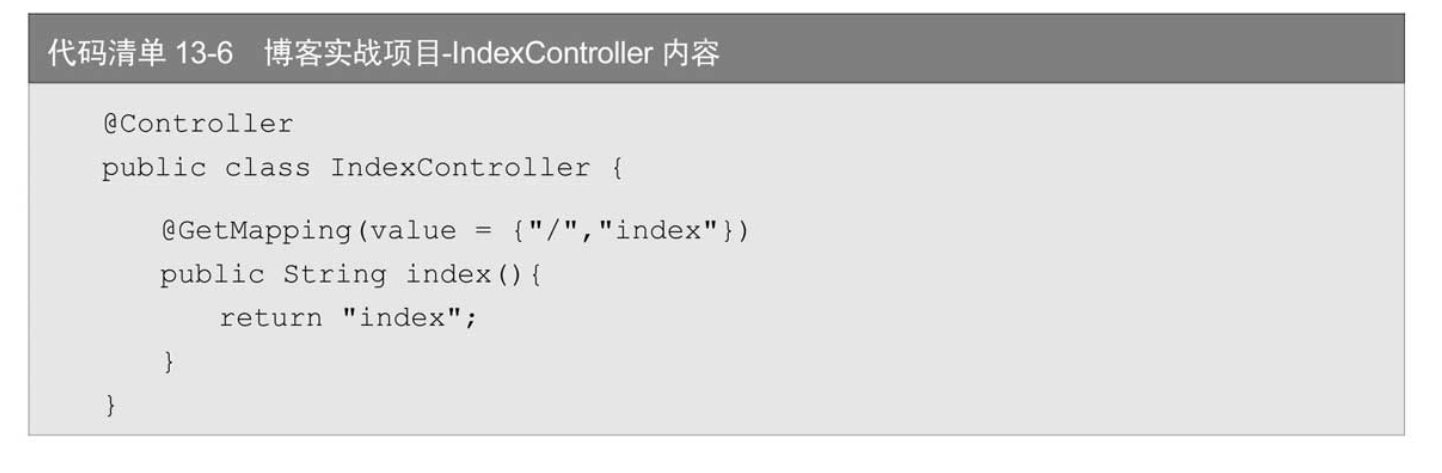 代码清单 13-6 博客实战项目-IndexController 内容
@Controller
public class IndexController {
@GetMapping(value = {"/","index"})
public String index(){
return "index";
}
}